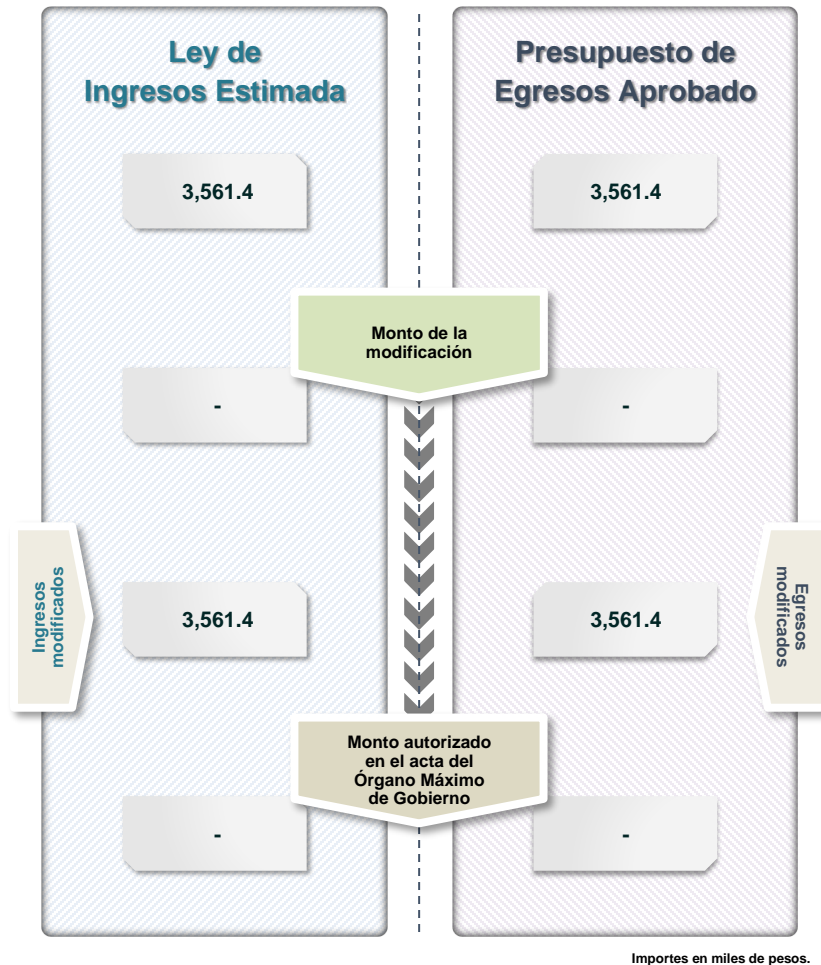 Ley de
Ingresos Estimada
Presupuesto de
Egresos Aprobado
3,561.4
3,561.4
Monto de la
modificación
-
-
Ingresos
modificados
3,561.4
3,561.4
Egresos
modificados
Monto autorizado
en el acta del
Órgano Máximo
de Gobierno
-
-
Importes en miles de pesos.